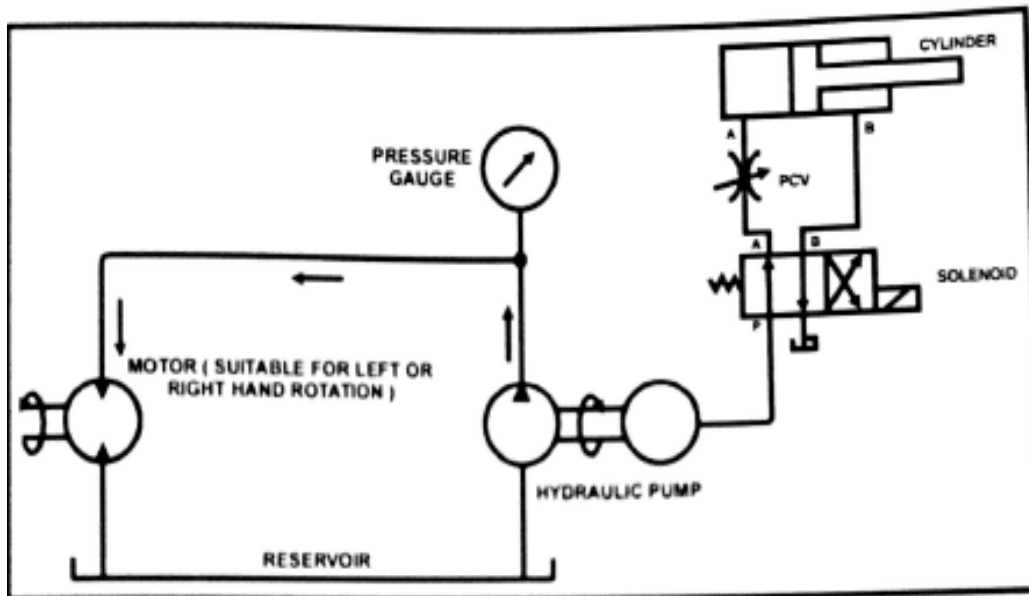 CYLINDER
A
B
PRESSURE
GAUGE
PCV
A
B
SOLENOID
P
MOTOR ( SUITABLE FOR LEFT OR
RIGHT HAND ROTATION )
HYDRAULIC PUMP
RESERVOIR